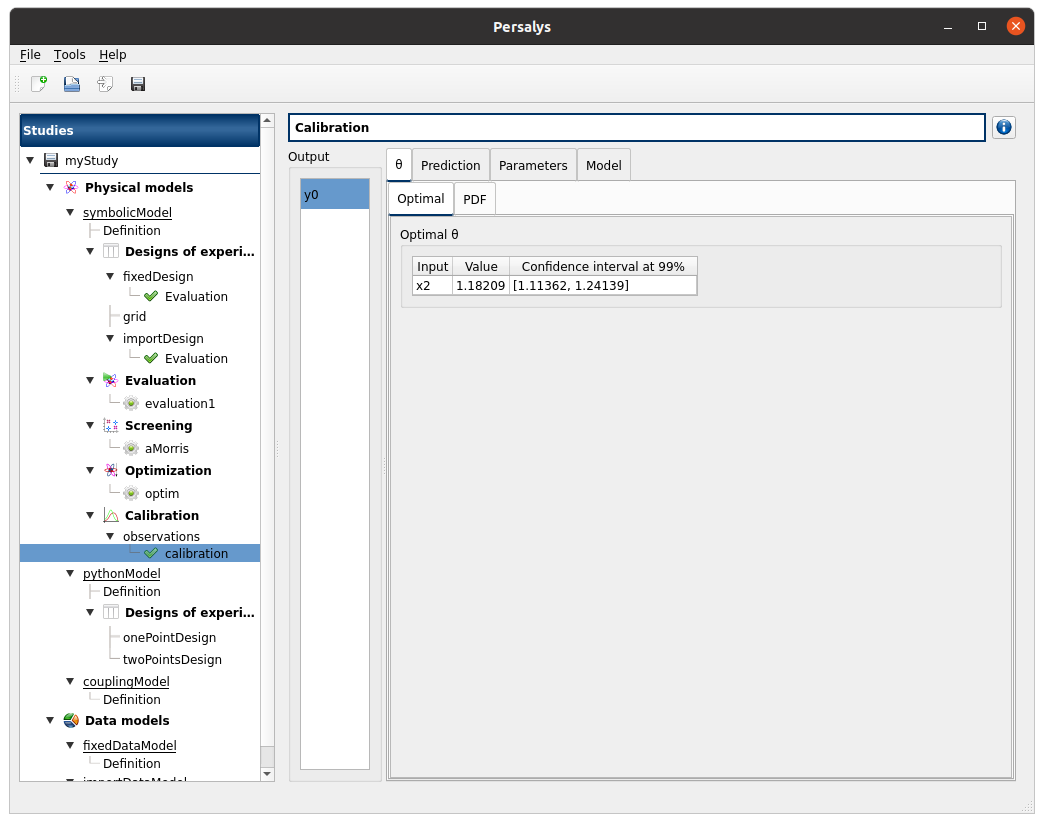 Persalys
File Tools Help
Studies
myStudy
Physical models
symbolicModel
Definition
Designs of experi...
fixedDesign
Evaluation
grid
importDesign
Evaluation
Evaluation
evaluation1
Screening
aMorris
Optimization
optim
Calibration
observations
calibration
pythonModel
Definition
Designs of experi...
onePointDesign
twoPointsDesign
couplingModel
Definition
Data models
fixedDataModel
Definition
importDataModel
Calibration
Output
y0
θ Prediction Parameters Model
Optimal PDF
Optimal θ
Input Value Confidence interval at 99%
x2 1.18209 [1.11362, 1.24139]